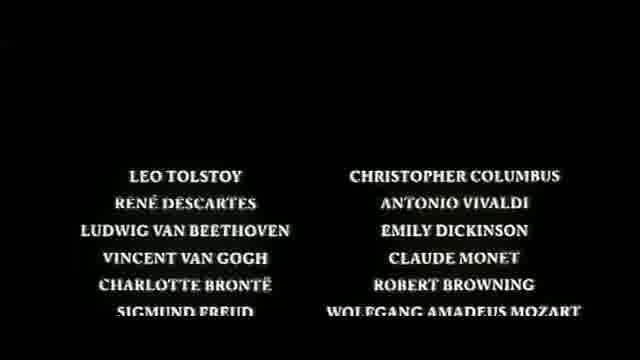 LEO TOLSTOY CHRISTOPHER COLUMBUS
RENÉ DESCARTES ANTONIO VIVALDI
LUDWIG VAN BEETHOVEN EMILY DICKINSON
VINCENT VAN GOGH CLAUDE MONET
CHARLOTTE BRONTË ROBERT BROWNING
SIGMUND FREUD WOLFGANG AMADEUS MOZART